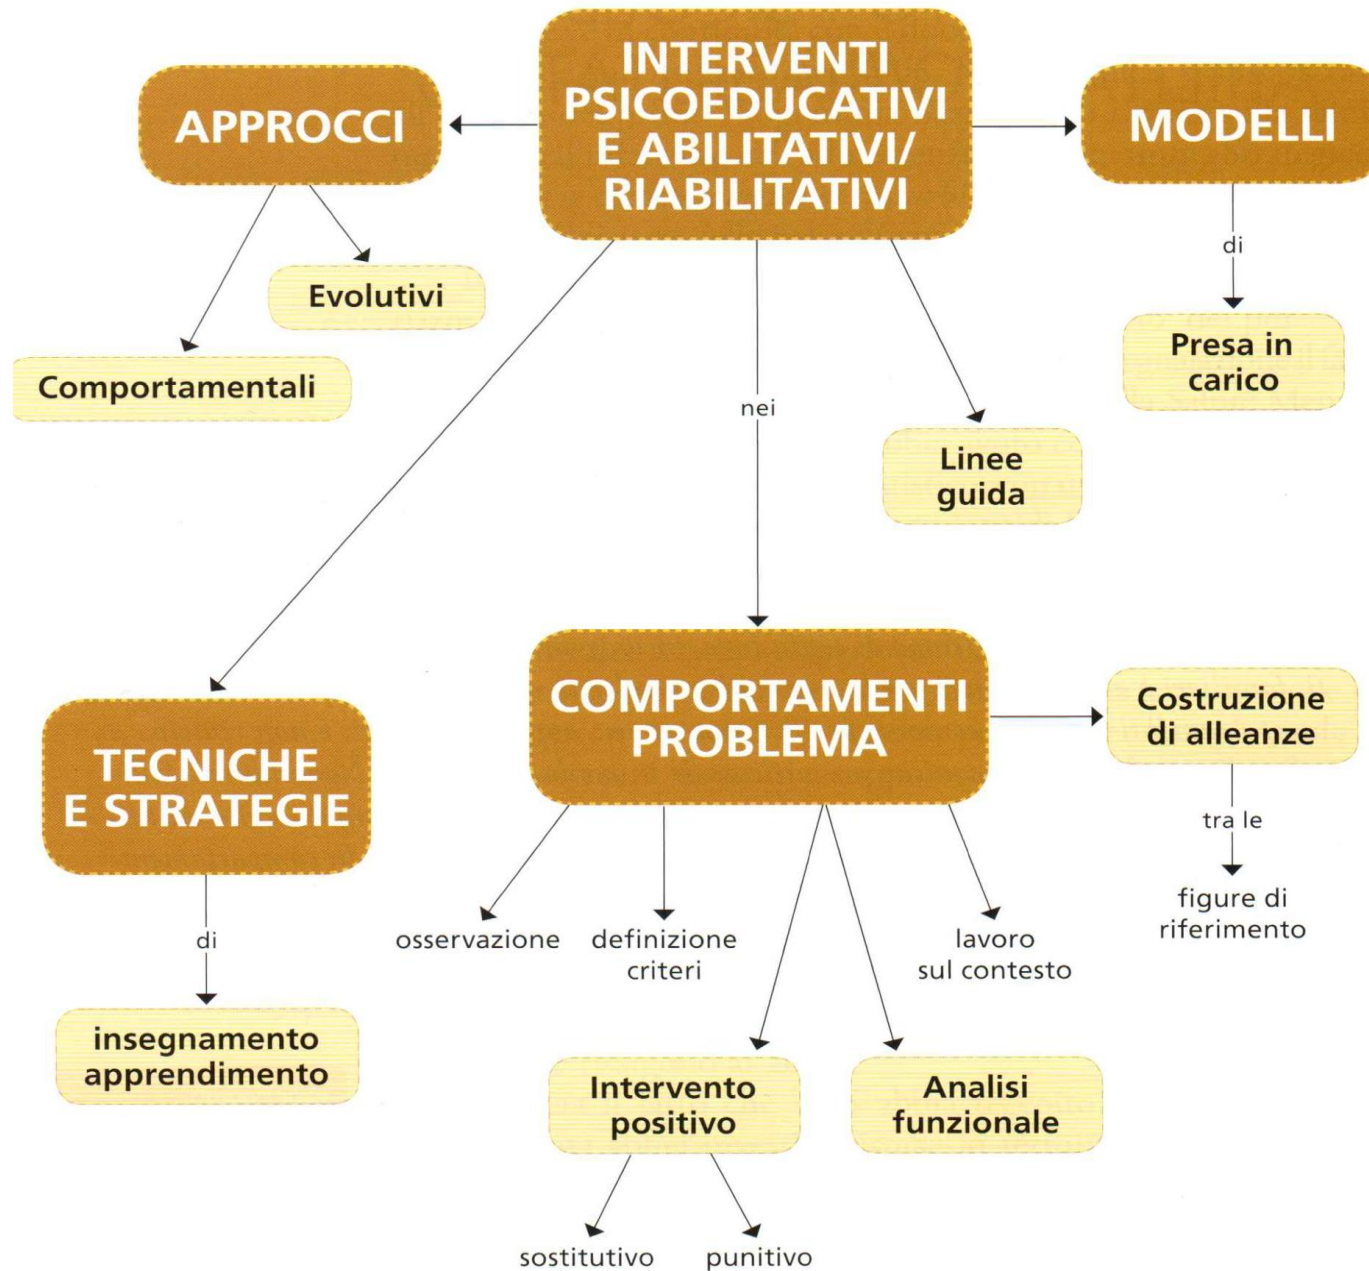 INTERVENTI
PSICOEDUCATIVI
E ABILITATIVI/
RIABILITATIVI
APPROCCI
MODELLI
di
Evolutivi
Comportamentali
Presa in
carico
nei
Linee
guida
COMPORTAMENTI
PROBLEMA
Costruzione
di alleanze
TECNICHE
E STRATEGIE
tra le
figure di
riferimento
di
osservazione
definizione
criteri
lavoro
sul contesto
insegnamento
apprendimento
Intervento
positivo
Analisi
funzionale
sostitutivo
punitivo